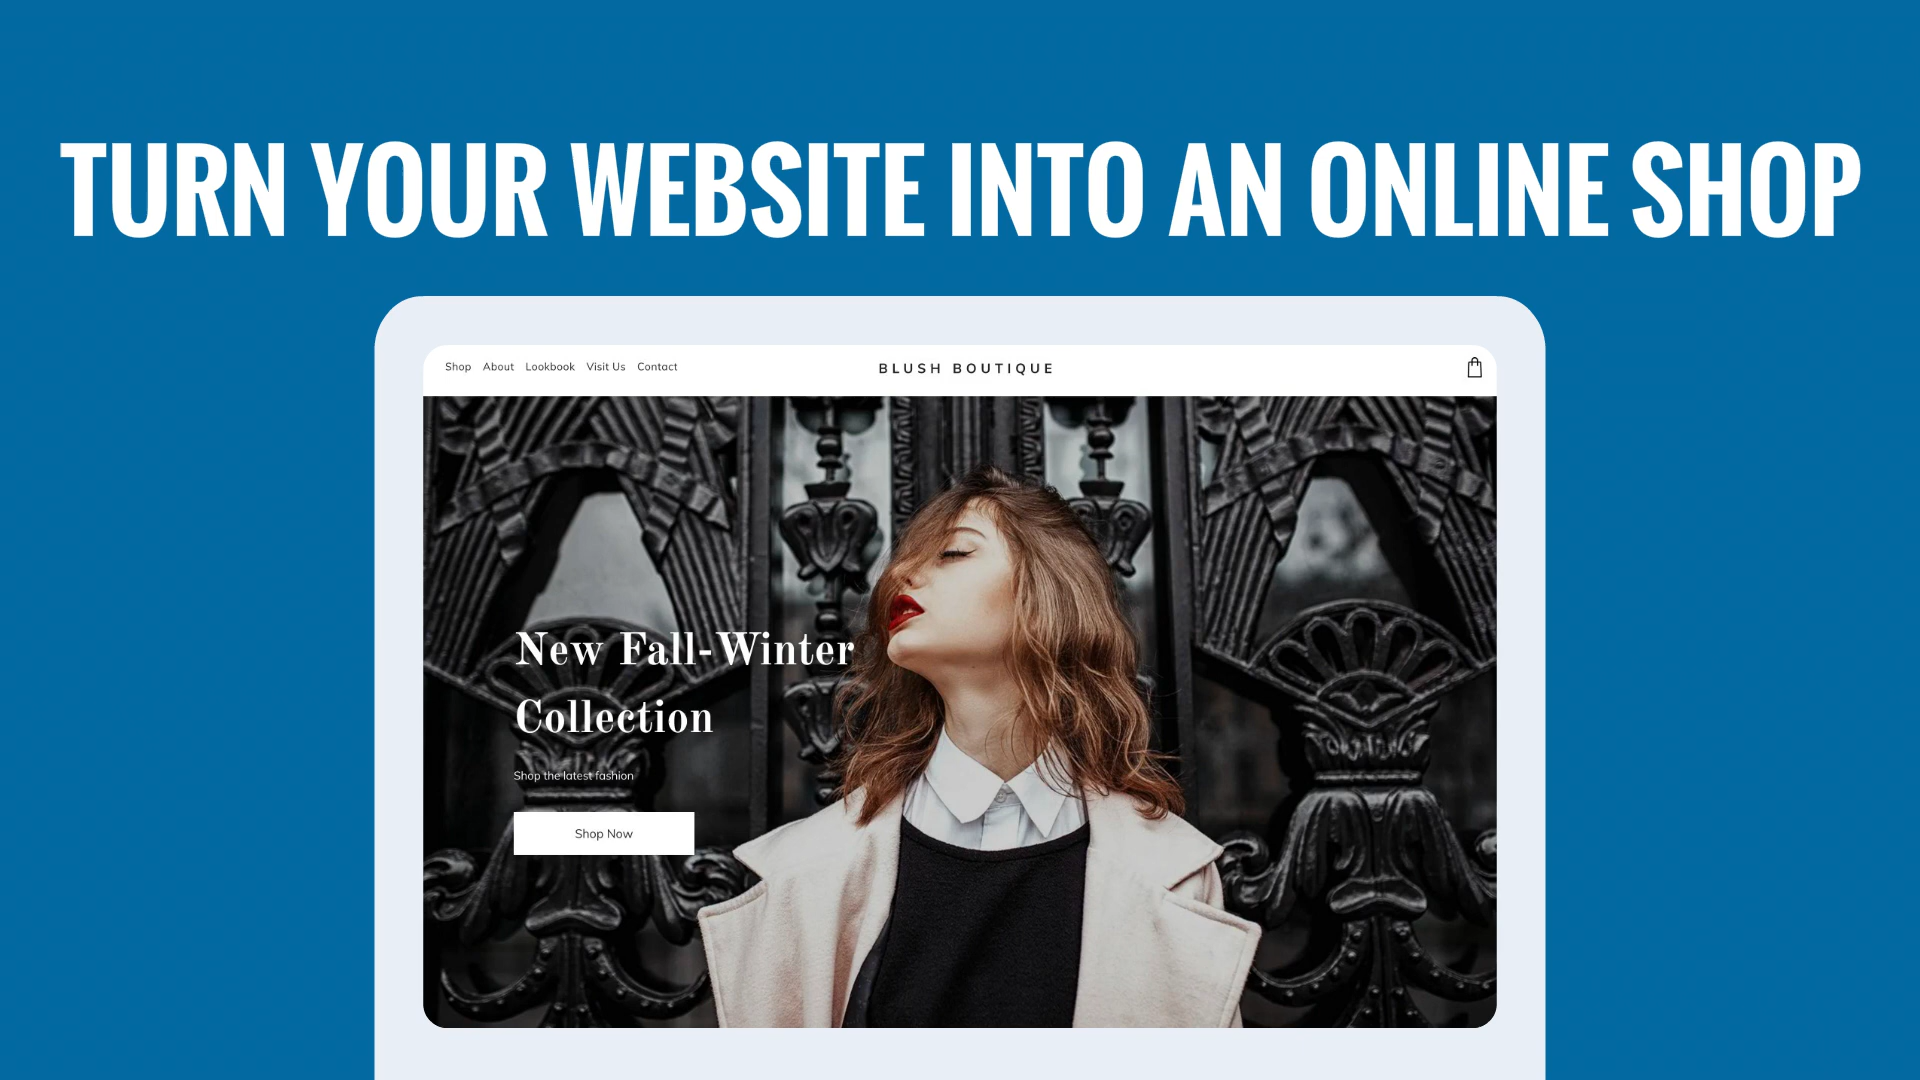 TURN YOUR WEBSITE INTO AN ONLINE SHOP
Shop About Lookbook Visit Us Contact
BLUSH BOUTIQUE
New Fall-Winter
Collection
Shop the latest fashion
Shop Now